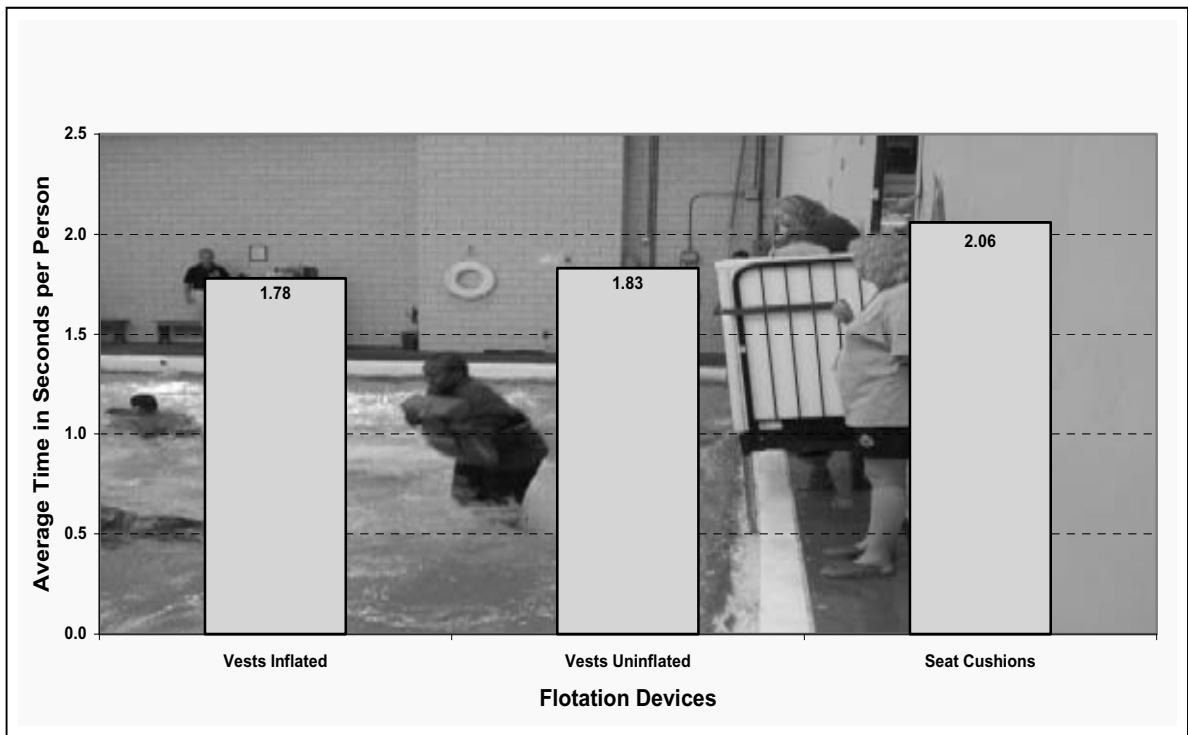 Average Time in Seconds per Person
2.5
2.0
1.5
1.0
0.5
0.0
1.78
1.83
2.06
Vests Inflated
Vests Uninflated
Seat Cushions
Flotation Devices